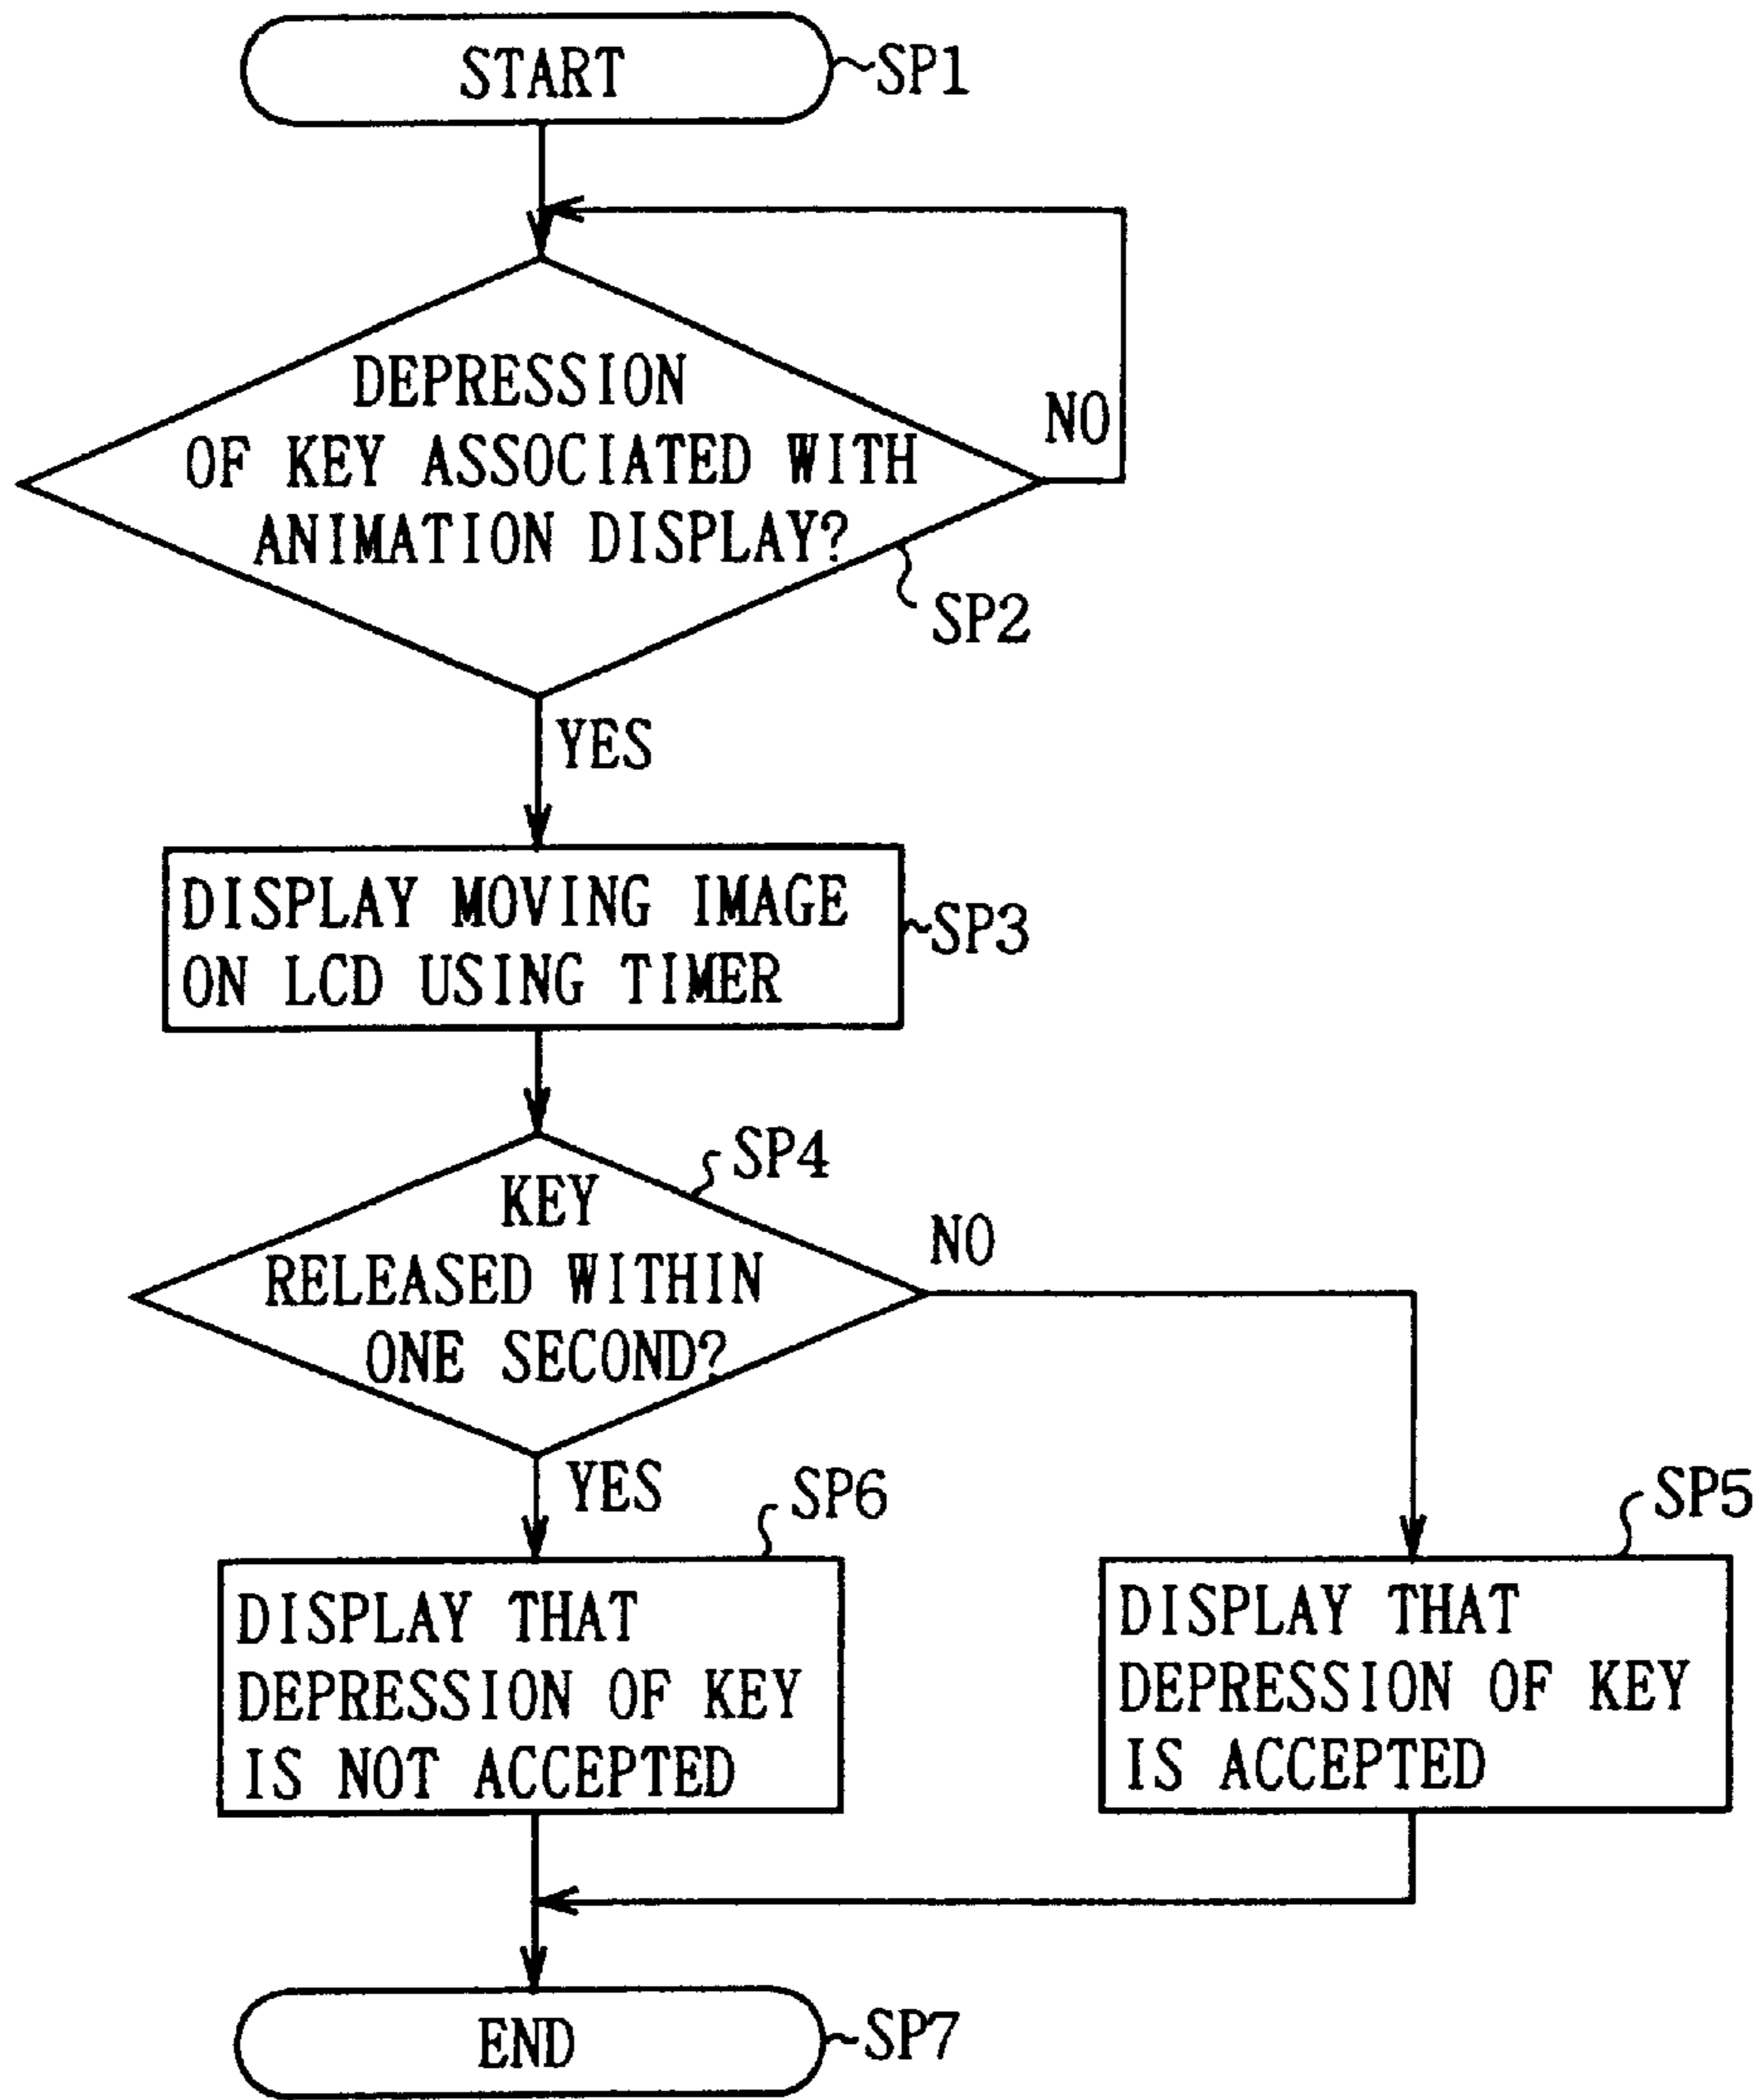 START
SP1
DEPRESSION
OF KEY ASSOCIATED WITH
ANIMATION DISPLAY?
NO
SP2
YES
DISPLAY MOVING IMAGE
ON LCD USING TIMER
SP3
SP4
KEY
RELEASED WITHIN
ONE SECOND?
NO
YES
SP6
DISPLAY THAT
DEPRESSION OF KEY
IS NOT ACCEPTED
SP5
DISPLAY THAT
DEPRESSION OF KEY
IS ACCEPTED
END
SP7